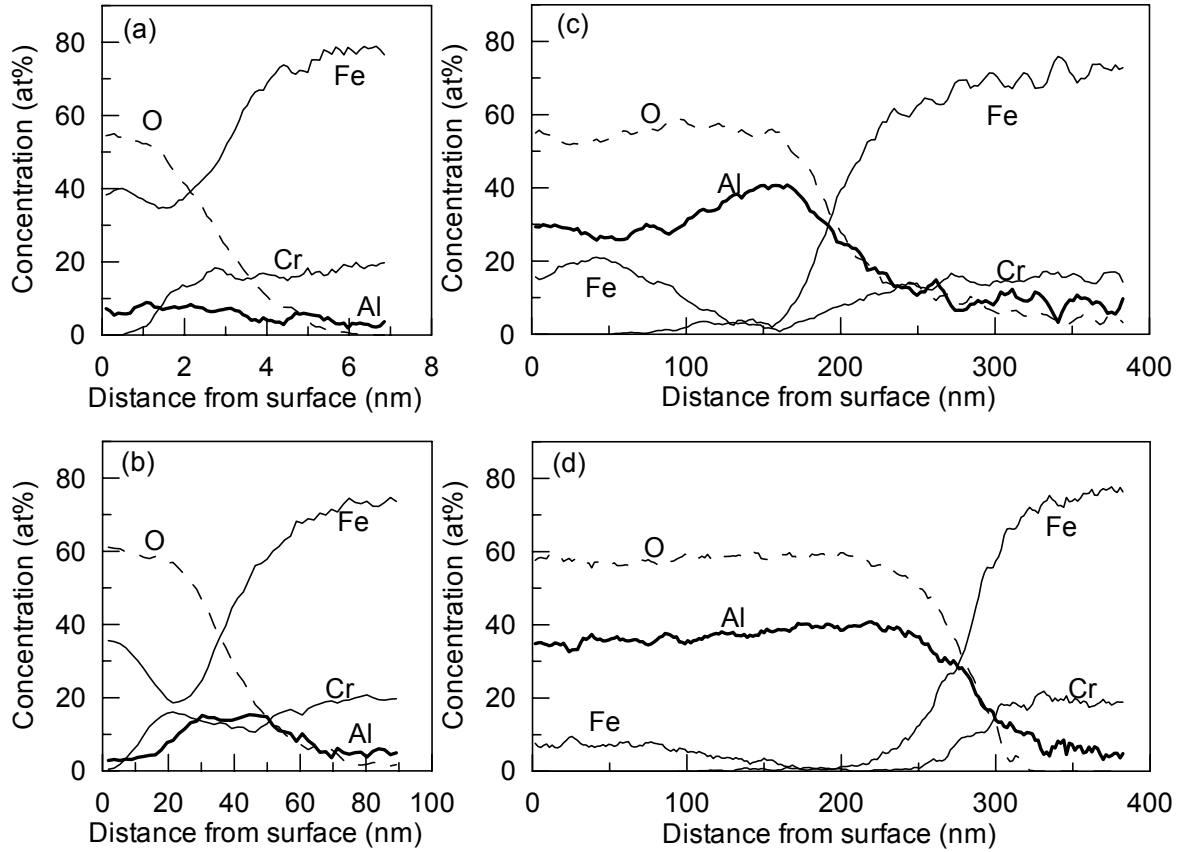 (a)
Concentration (at%)
80
60
40
20
0
O
Fe
Cr
Al
0 2 4 6 8
Distance from surface (nm)
(c)
Concentration (at%)
80
60
40
20
0
O
Al
Fe
Fe
Cr
0 100 200 300 400
Distance from surface (nm)
(b)
Concentration (at%)
80
60
40
20
0
O
Fe
Cr
Al
0 20 40 60 80 100
Distance from surface (nm)
(d)
Concentration (at%)
80
60
40
20
0
O
Al
Fe
Fe
Cr
0 100 200 300 400
Distance from surface (nm)